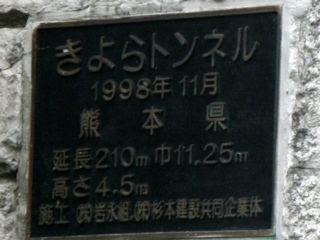 きよらトンネル
1998年11月
熊本県
延長210m巾11.25m
高さ4.5m
施工 ㈱岩永組.㈱杉本建設共同企業体